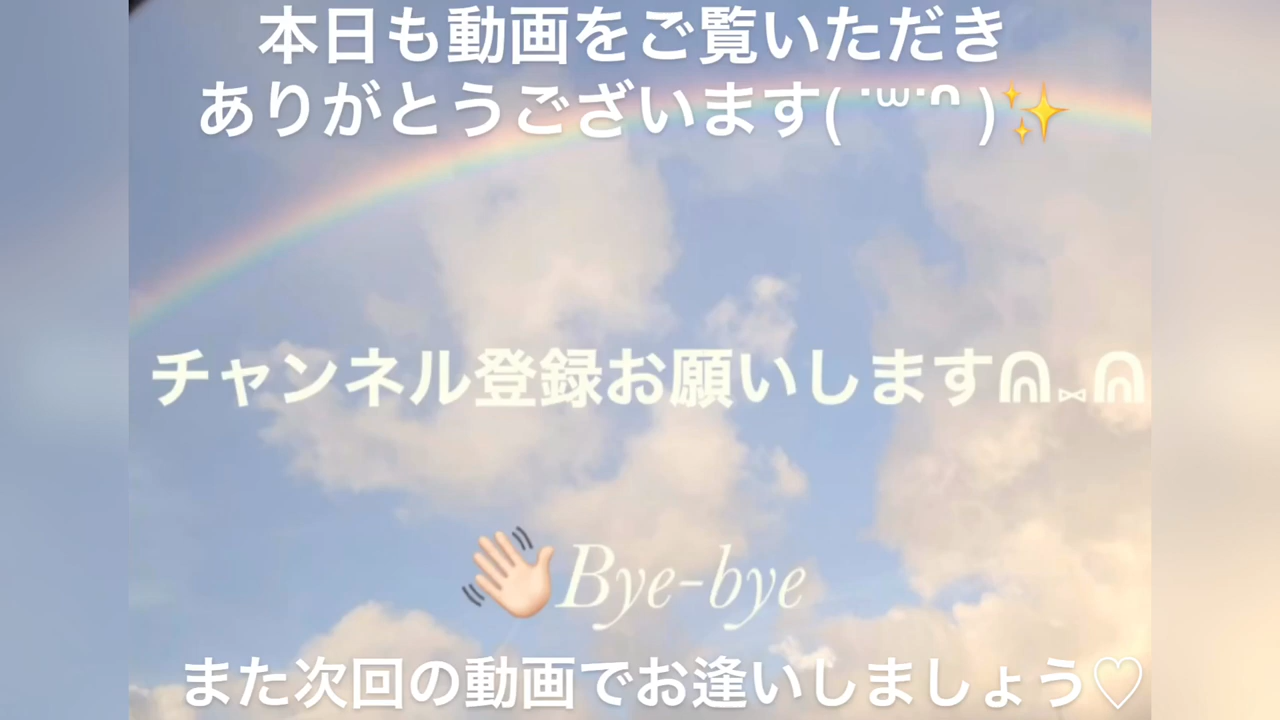 本日も動画をご覧いただき
ありがとうございます( ˙꒳˙ᐢ )✨
チャンネル登録お願いしますᕱ⑅ᕱ
👋🏻Bye-bye
また次回の動画でお逢いしましょう♡